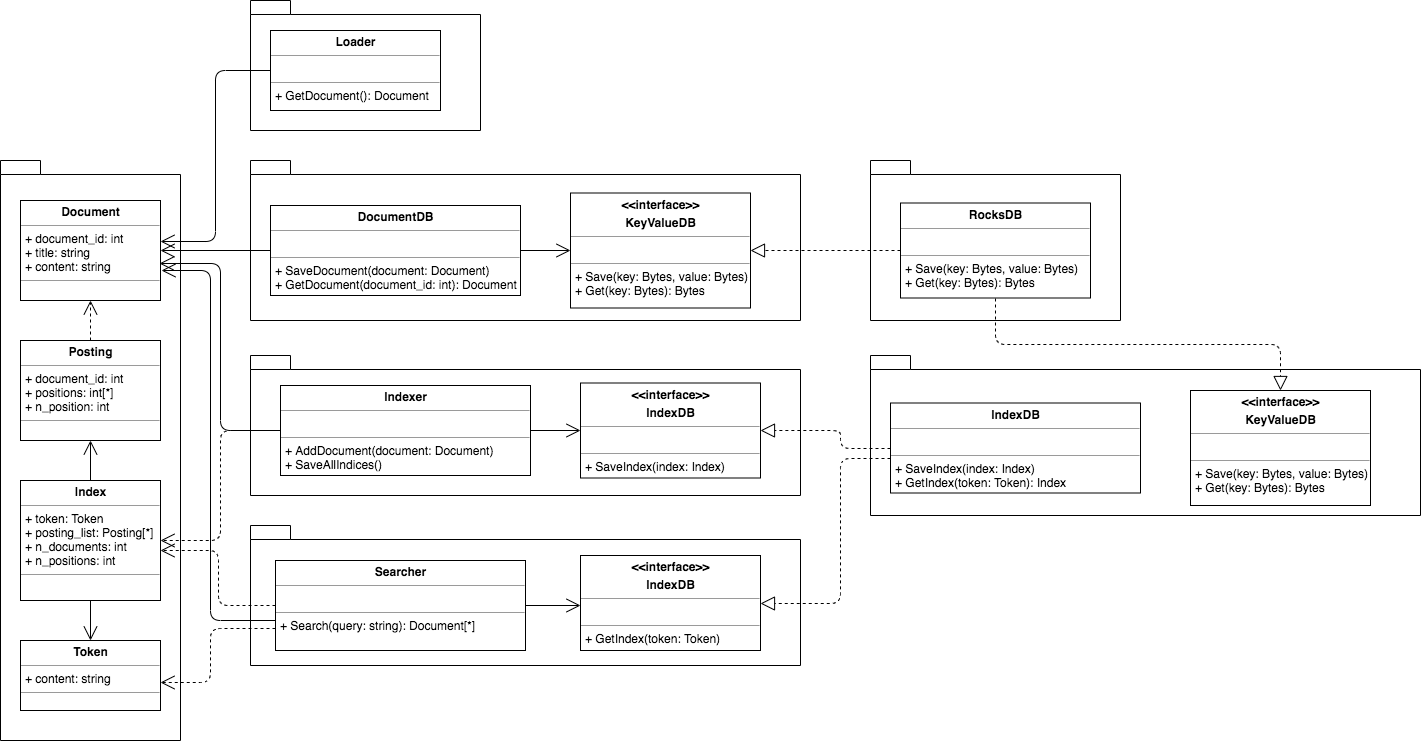 Loader
+ GetDocument(): Document
Document
+ document_id: int
+ title: string
+ content: string
DocumentDB
+ SaveDocument(document: Document)
+ GetDocument(document_id: int): Document
<<interface>>
KeyValueDB
+ Save(key: Bytes, value: Bytes)
+ Get(key: Bytes): Bytes
RocksDB
+ Save(key: Bytes, value: Bytes)
+ Get(key: Bytes): Bytes
Posting
+ document_id: int
+ positions: int[*]
+ n_position: int
Indexer
+ AddDocument(document: Document)
+ SaveAllIndices()
<<interface>>
IndexDB
+ SaveIndex(index: Index)
IndexDB
+ SaveIndex(index: Index)
+ GetIndex(token: Token): Index
<<interface>>
KeyValueDB
+ Save(key: Bytes, value: Bytes)
+ Get(key: Bytes): Bytes
Index
+ token: Token
+ posting_list: Posting[*]
+ n_documents: int
+ n_positions: int
Searcher
+ Search(query: string): Document[*]
<<interface>>
IndexDB
+ GetIndex(token: Token)
Token
+ content: string